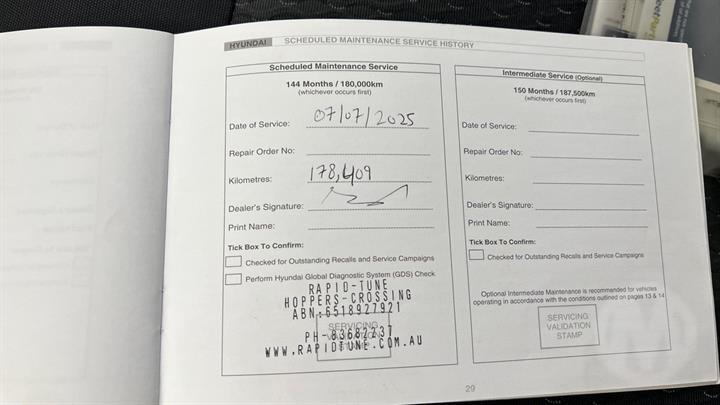 HYUNDAI SCHEDULED MAINTENANCE SERVICE HISTORY
Scheduled Maintenance Service
144 Months / 180,000km
(whichever occurs first)
Date of Service: 07/07/2025
Repair Order No:
Kilometres: 178,409
Dealer's Signature:
Print Name:
Tick Box To Confirm:
Checked for Outstanding Recalls and Service Campaigns
Perform Hyundai Global Diagnostic System (GDS) Check
RAPID-TUNE
HOPPERS-CROSSING
ABN:6518927921
SERVICING
PH-83682237
WWW.RAPIDTUNE.COM.AU
Intermediate Service (Optional)
150 Months / 187,500km
(whichever occurs first)
Date of Service:
Repair Order No:
Kilometres:
Dealer's Signature:
Print Name:
Tick Box To Confirm:
Checked for Outstanding Recalls and Service Campaigns
Optional Intermediate Maintenance is recommended for vehicles
operating in accordance with the conditions outlined on pages 13 & 14
SERVICING
VALIDATION
STAMP
29